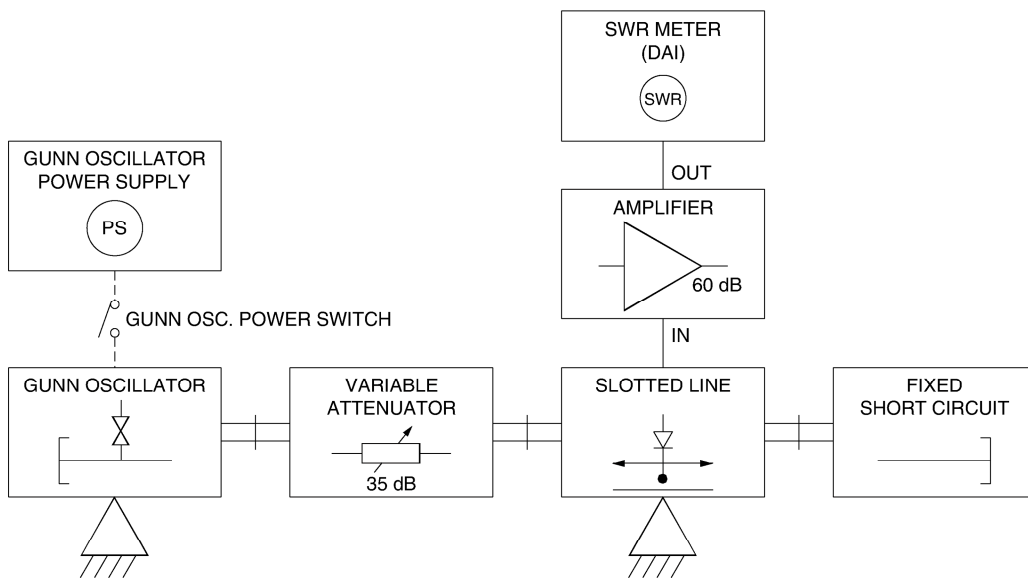 SWR METER
(DAI)
SWR
GUNN OSCILLATOR
POWER SUPPLY
PS
OUT
AMPLIFIER
60 dB
GUNN OSC. POWER SWITCH
IN
GUNN OSCILLATOR
VARIABLE
ATTENUATOR
35 dB
SLOTTED LINE
FIXED
SHORT CIRCUIT